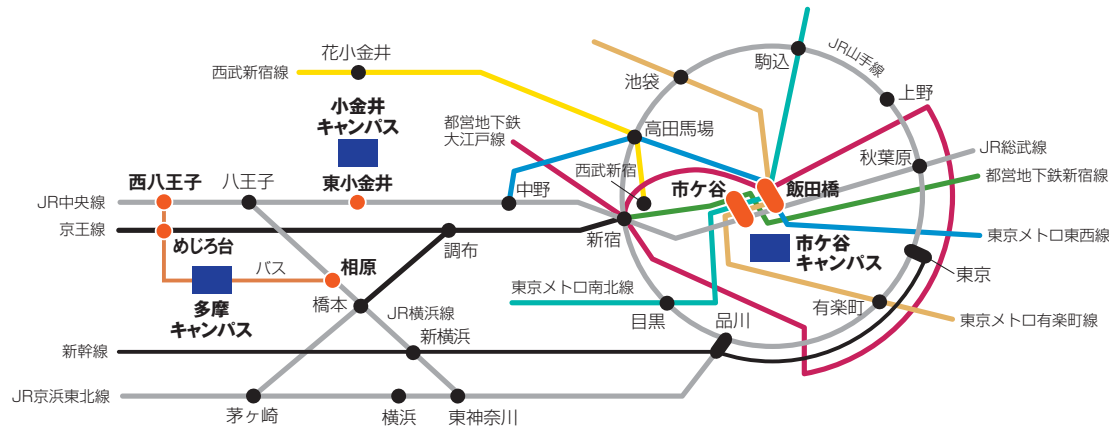 花小金井
西武新宿線
小金井
キャンパス
都営地下鉄
大江戸線
池袋
駒込
JR山手線
上野
高田馬場
秋葉原
JR総武線
西武新宿
市ケ谷
飯田橋
都営地下鉄新宿線
西八王子
八王子
東小金井
中野
JR中央線
京王線
めじろ台
調布
新宿
市ケ谷
キャンパス
東京メトロ東西線
バス
相原
東京
多摩
キャンパス
橋本
JR横浜線
東京メトロ南北線
目黒
品川
有楽町
東京メトロ有楽町線
新幹線
新横浜
JR京浜東北線
茅ヶ崎
横浜
東神奈川